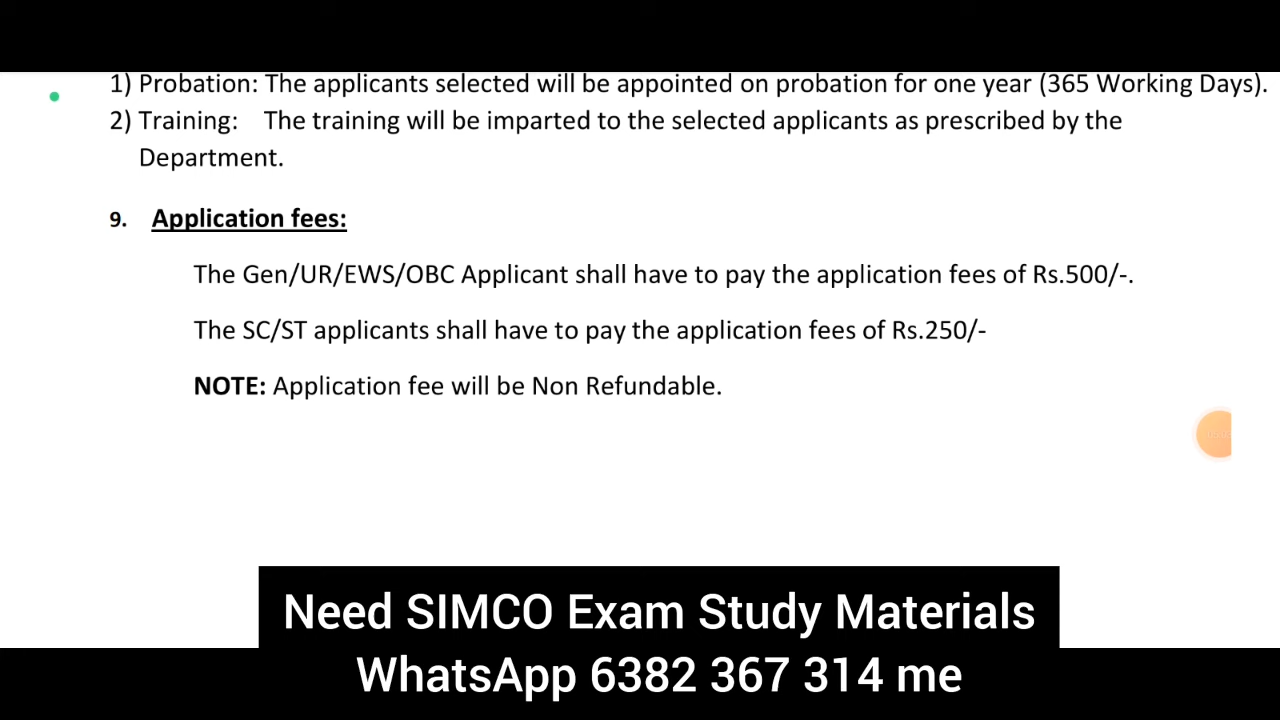 1) Probation: The applicants selected will be appointed on probation for one year (365 Working Days).
2) Training: The training will be imparted to the selected applicants as prescribed by the
Department.
9. Application fees:
The Gen/UR/EWS/OBC Applicant shall have to pay the application fees of Rs.500/-.
The SC/ST applicants shall have to pay the application fees of Rs.250/-
NOTE: Application fee will be Non Refundable.
Need SIMCO Exam Study Materials
WhatsApp 6382 367 314 me